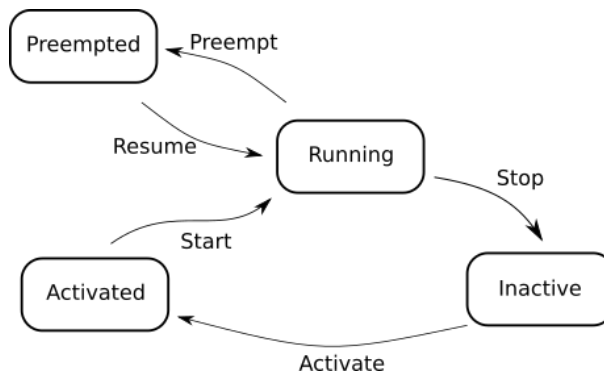 Preempted
Preempt
Resume
Running
Stop
Start
Activated
Inactive
Activate